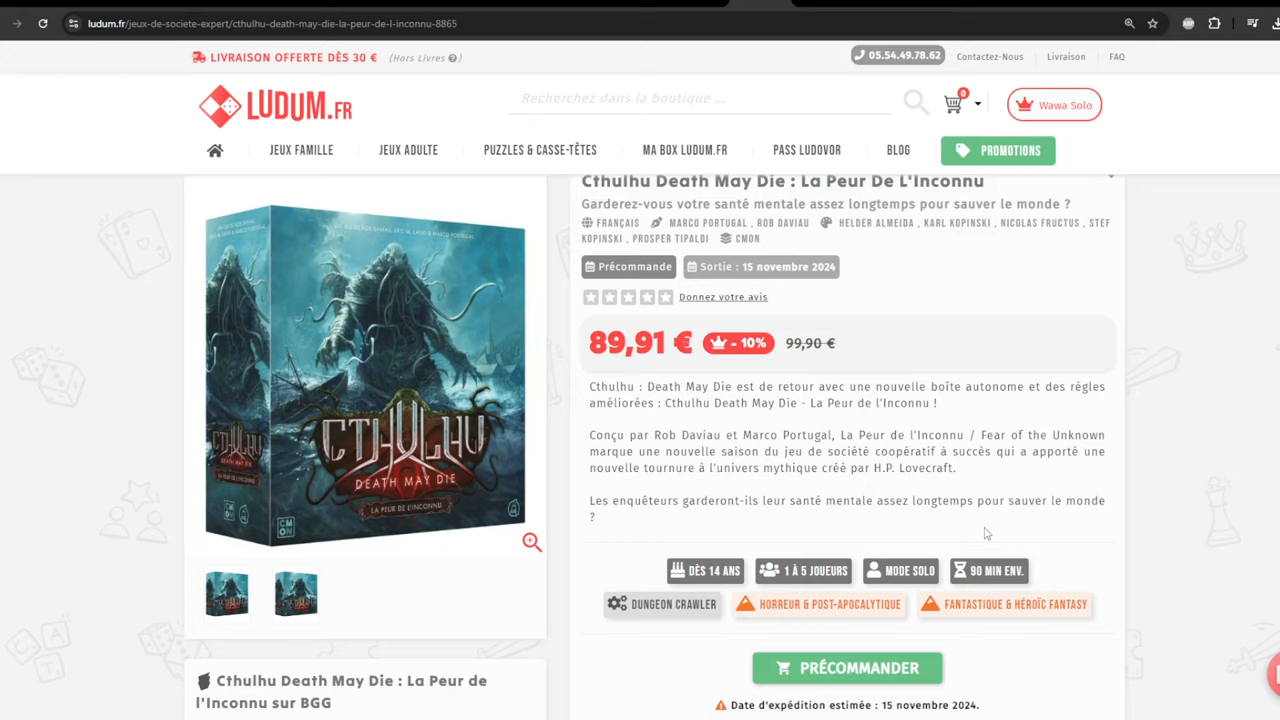 ludum.fr/jeux-de-societe-expert/cthulhu-death-may-die-la-peur-de-l-inconnu-8865
LIVRAISON OFFERTE DÈS 30 € (Hors Livres)
05.54.49.78.62
Contactez-Nous
Livraison
FAQ
LUDUM.FR
Recherchez dans la boutique ...
0
Wawa Solo
JEUX FAMILLE
JEUX ADULTE
PUZZLES & CASSE-TÊTES
MA BOX LUDUM.FR
PASS LUDOVOR
BLOG
PROMOTIONS
Cthulhu Death May Die : La Peur De L'Inconnu
Garderez-vous votre santé mentale assez longtemps pour sauver le monde ?
FRANÇAIS MARCO PORTUGAL , ROB DAVIAU HELDER ALMEIDA , KARL KOPINSKI , NICOLAS FRUCTUS , STEF
KOPINSKI , PROSPER TIPALDI CMON
Précommande
Sortie : 15 novembre 2024
Donnez votre avis
89,91 €
- 10%
99,90 €
Cthulhu : Death May Die est de retour avec une nouvelle boîte autonome et des règles
améliorées : Cthulhu Death May Die - La Peur de l'Inconnu !
Conçu par Rob Daviau et Marco Portugal, La Peur de l'Inconnu / Fear of the Unknown
marque une nouvelle saison du jeu de société coopératif à succès qui a apporté une
nouvelle tournure à l'univers mythique créé par H.P. Lovecraft.
Les enquêteurs garderont-ils leur santé mentale assez longtemps pour sauver le monde
?
DÈS 14 ANS
1 À 5 JOUEURS
MODE SOLO
90 MIN ENV.
DUNGEON CRAWLER
HORREUR & POST-APOCALYPTIQUE
FANTASTIQUE & HÉROÏC FANTASY
PRÉCOMMANDER
Date d'expédition estimée : 15 novembre 2024.
CTHULHU
DEATH MAY DIE
LA PEUR DE L'INCONNU
CMON
Cthulhu Death May Die : La Peur de
l'Inconnu sur BGG